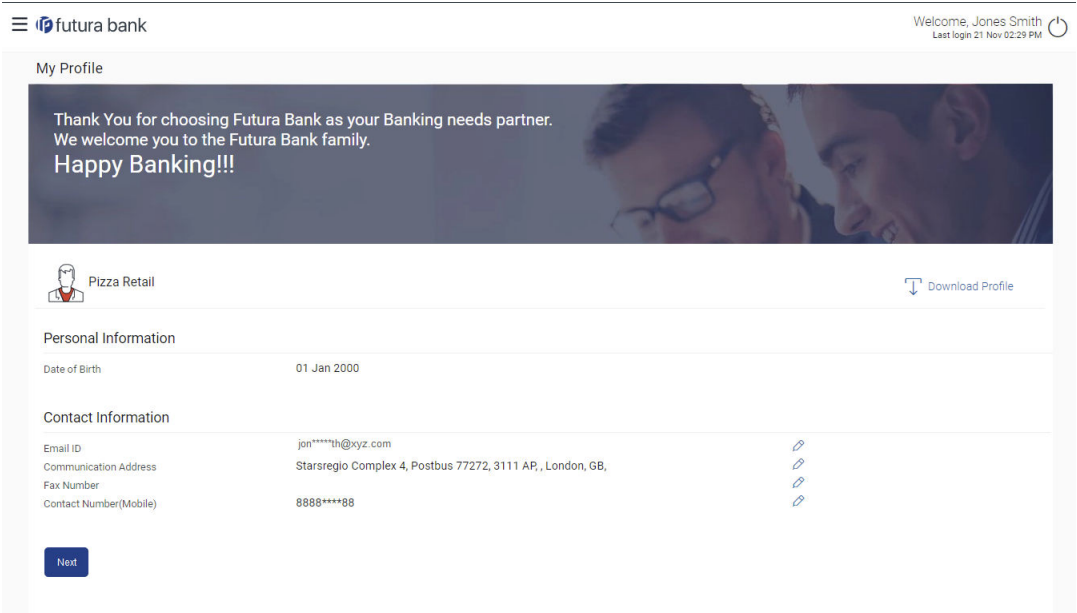 futura bank
Welcome, Jones Smith
Last login 21 Nov 02:29 PM
My Profile
Thank You for choosing Futura Bank as your Banking needs partner.
We welcome you to the Futura Bank family.
Happy Banking!!!
Pizza Retail
Download Profile
Personal Information
Date of Birth 01 Jan 2000
Contact Information
Email ID jon*****th@xyz.com
Communication Address Starsregio Complex 4, Postbus 77272, 3111 AP, , London, GB,
Fax Number
Contact Number(Mobile) 8888****88
Next